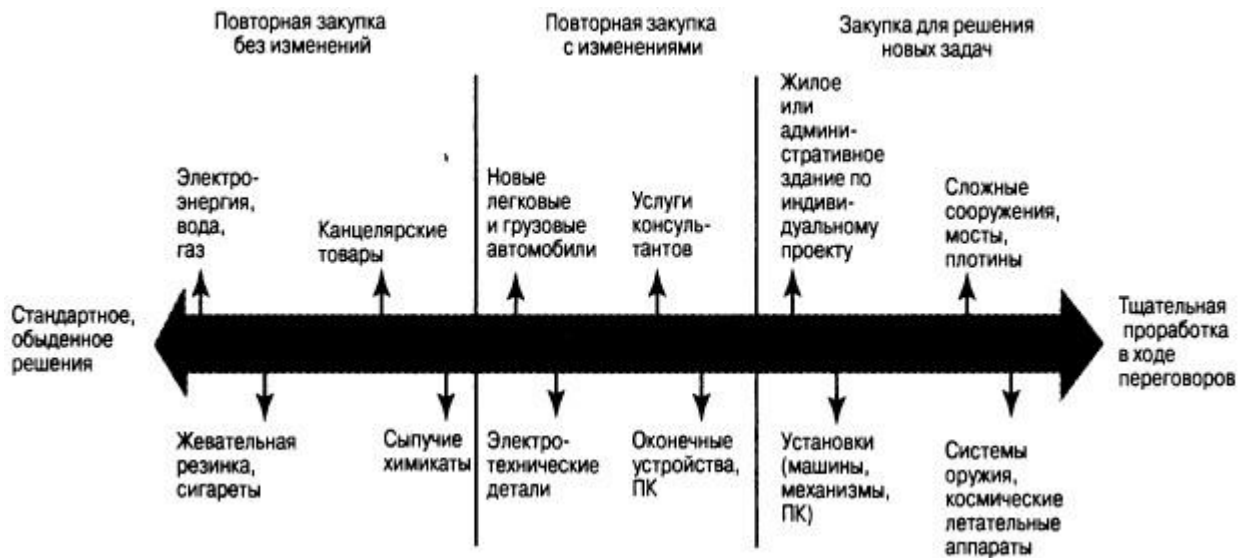 Повторная закупка
без изменений
Повторная закупка
с изменениями
Закупка для решения
новых задач
Электро-
энергия,
вода,
газ
Канцелярские
товары
Новые
легковые
и грузовые
автомобили
Услуги
консуль-
тантов
Жилое
или
админи-
стративное
здание по
индиви-
дуальному
проекту
Сложные
сооружения,
мосты,
плотины
Стандартное,
обыденное
решения
Тщательная
проработка
в ходе
переговоров
Жевательная
резинка,
сигареты
Сыпучие
химикаты
Электро-
технические
детали
Оконечные
устройства,
ПК
Установки
(машины,
механизмы,
ПК)
Системы
оружия,
космические
летательные
аппараты